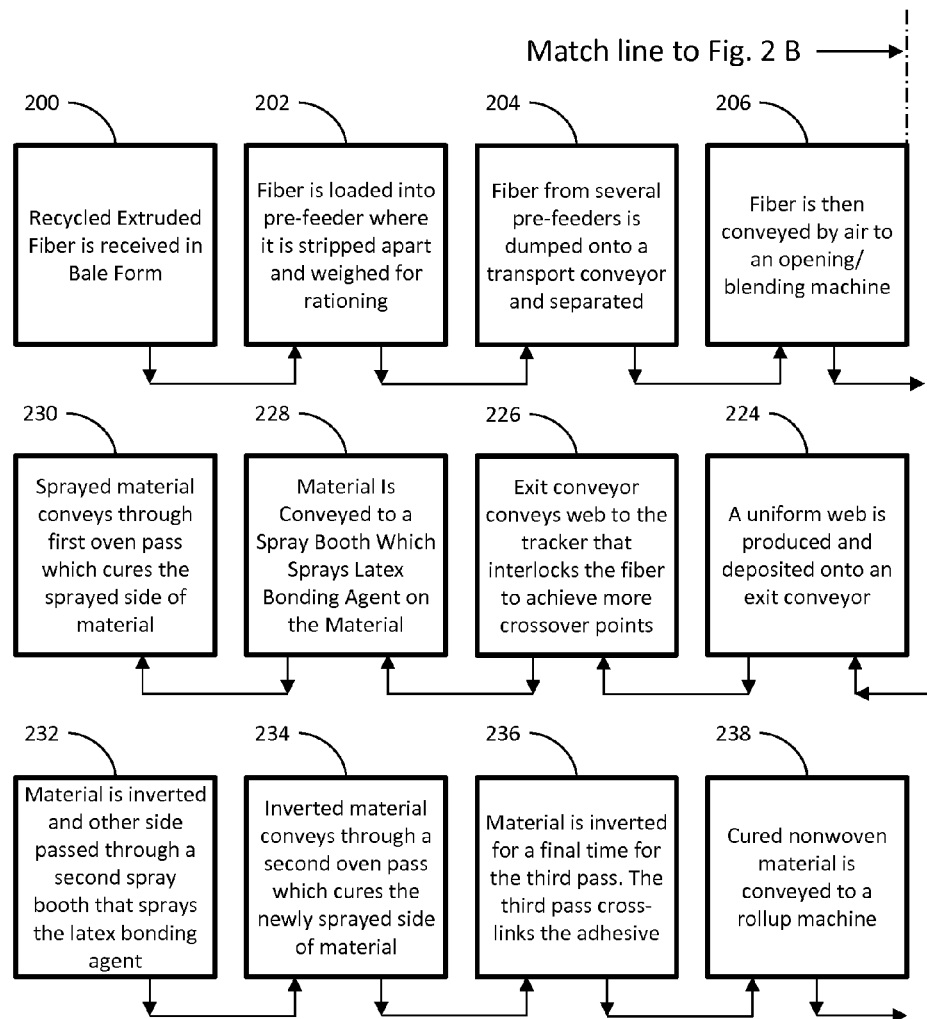 Match line to Fig. 2 B
200
202
204
206
Recycled Extruded
Fiber is received in
Bale Form
Fiber is loaded into
pre-feeder where
it is stripped apart
and weighed for
rationing
Fiber from several
pre-feeders is
dumped onto a
transport conveyor
and separated
Fiber is then
conveyed by air to
an opening/
blending machine
230
228
226
224
Sprayed material
conveys through
first oven pass
which cures the
sprayed side of
material
Material Is
Conveyed to a
Spray Booth Which
Sprays Latex
Bonding Agent on
the Material
Exit conveyor
conveys web to the
tracker that
interlocks the fiber
to achieve more
crossover points
A uniform web is
produced and
deposited onto an
exit conveyor
232
234
236
238
Material is inverted
and other side
passed through a
second spray
booth that sprays
the latex bonding
agent
Inverted material
conveys through a
second oven pass
which cures the
newly sprayed side
of material
Material is inverted
for a final time for
the third pass. The
third pass cross-
links the adhesive
Cured nonwoven
material is
conveyed to a
rollup machine